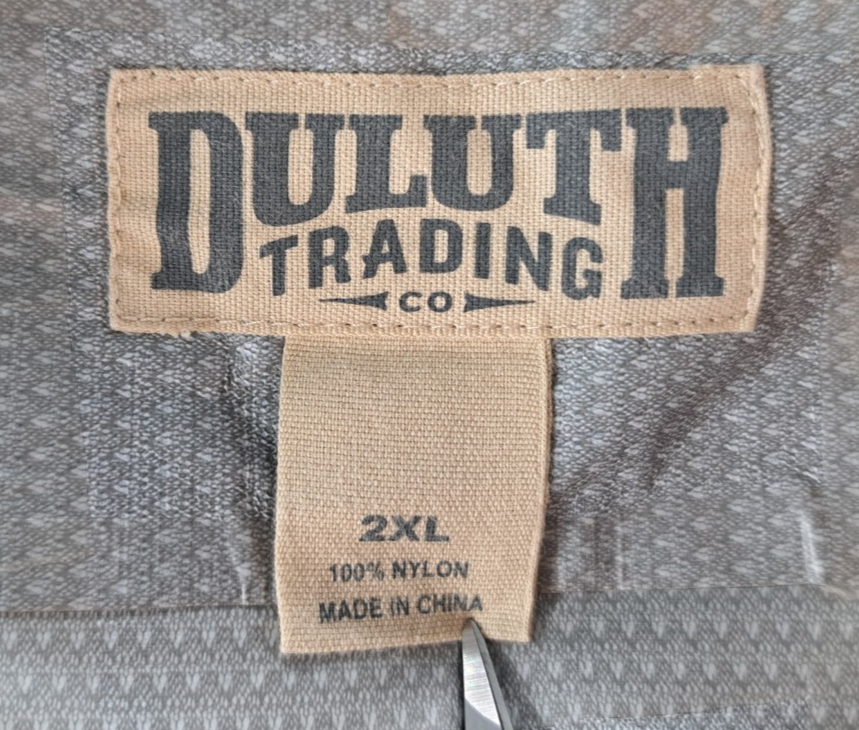 DULUTH
TRADING
CO
2XL
100% NYLON
MADE IN CHINA